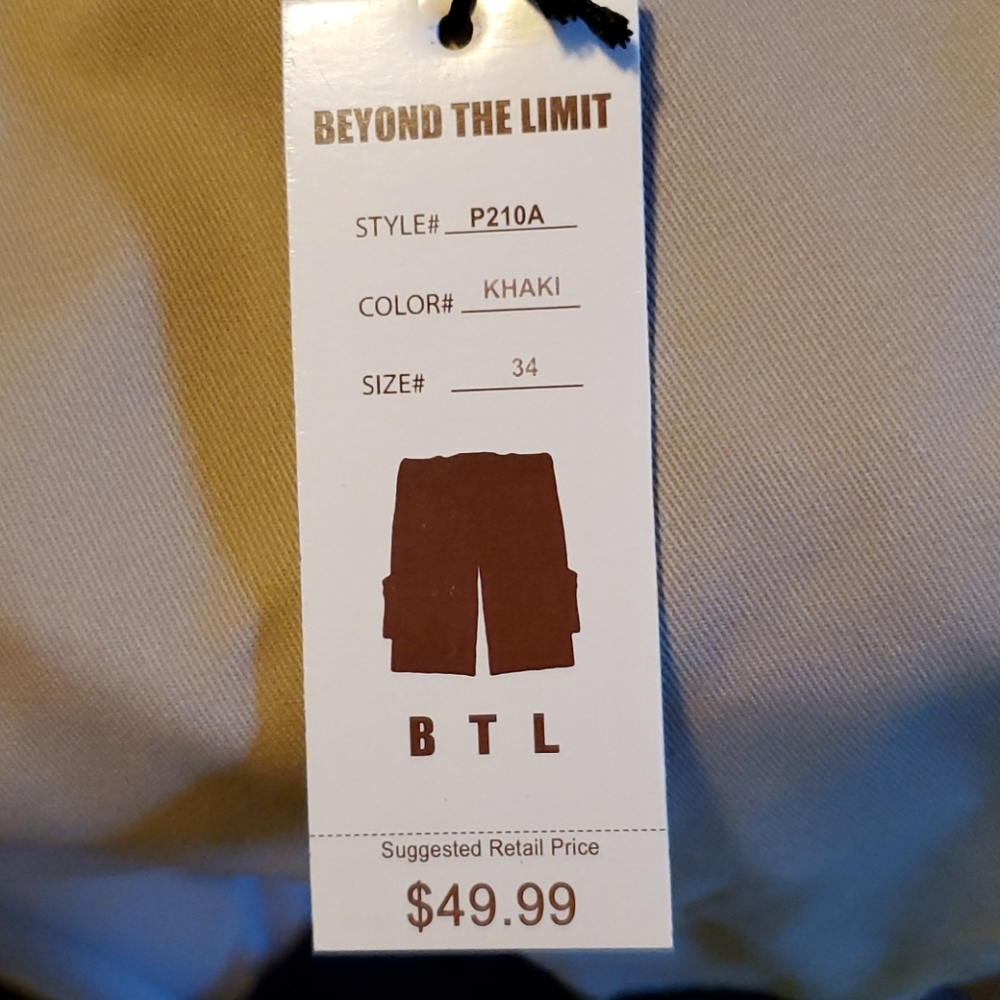 BEYOND THE LIMIT
STYLE# P210A
COLOR# KHAKI
SIZE# 34
B T L
Suggested Retail Price
$49.99